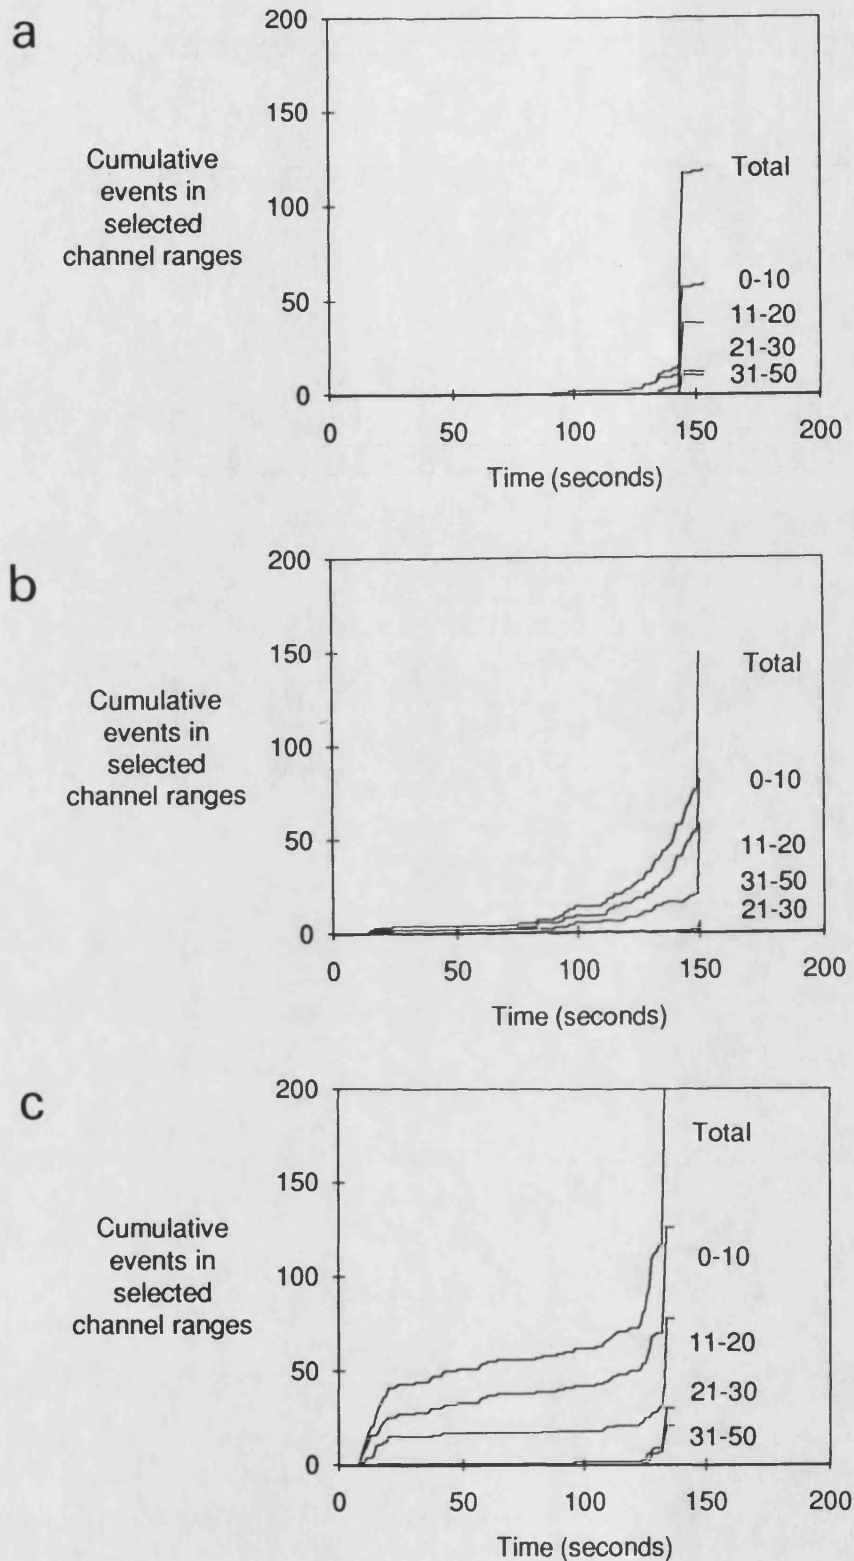 a
200
150
Cumulative
events in
selected
channel ranges
100
50
0
Total
0-10
11-20
21-30
31-50
0 50 100 150 200
Time (seconds)
b
200
150
Cumulative
events in
selected
channel ranges
100
50
0
Total
0-10
11-20
31-50
21-30
0 50 100 150 200
Time (seconds)
c
200
150
Cumulative
events in
selected
channel ranges
100
50
0
Total
0-10
11-20
21-30
31-50
0 50 100 150 200
Time (seconds)